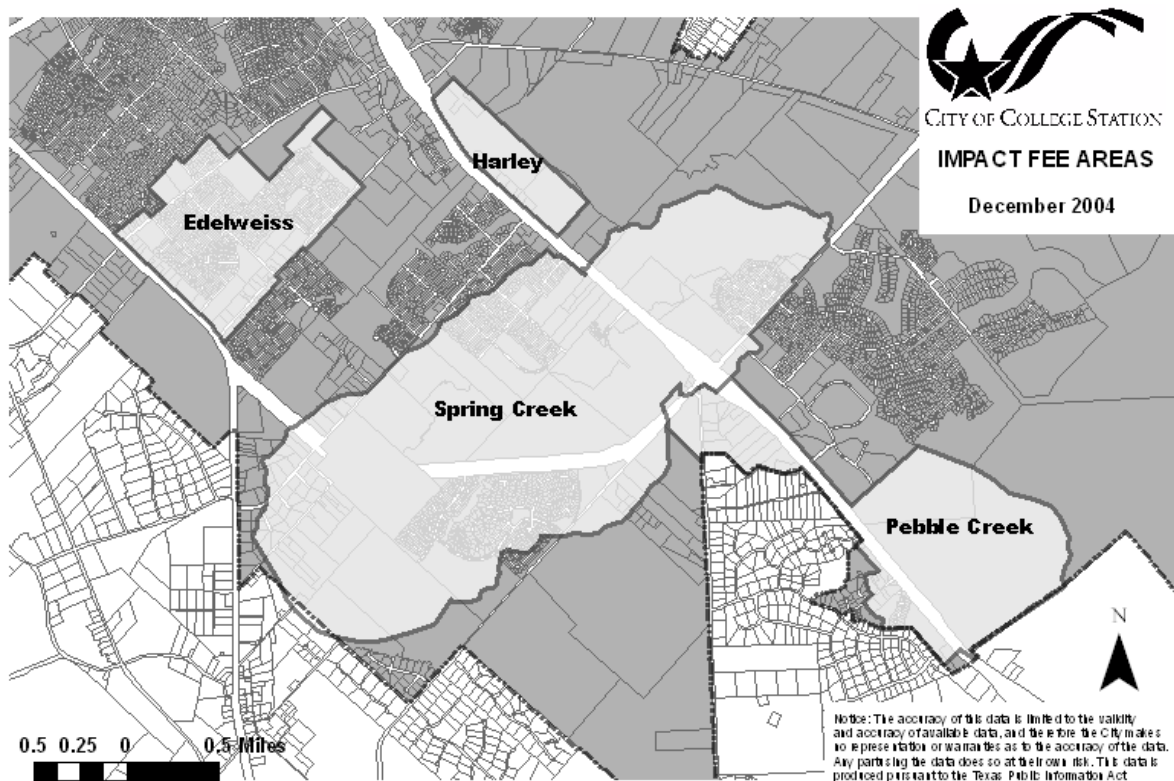 CITY OF COLLEGE STATION
IMPACT FEE AREAS
December 2004
Harley
Edelweiss
Spring Creek
Pebble Creek
N
0.5 0.25 0 0.5 Miles
Notice: The accuracy of this data is limited to the validity
and accuracy of available data, and therefore the City makes
no representation or warranties as to the accuracy of the data.
Any party using the data does so at their own risk. This data is
produced pursuant to the Texas Public Information Act.